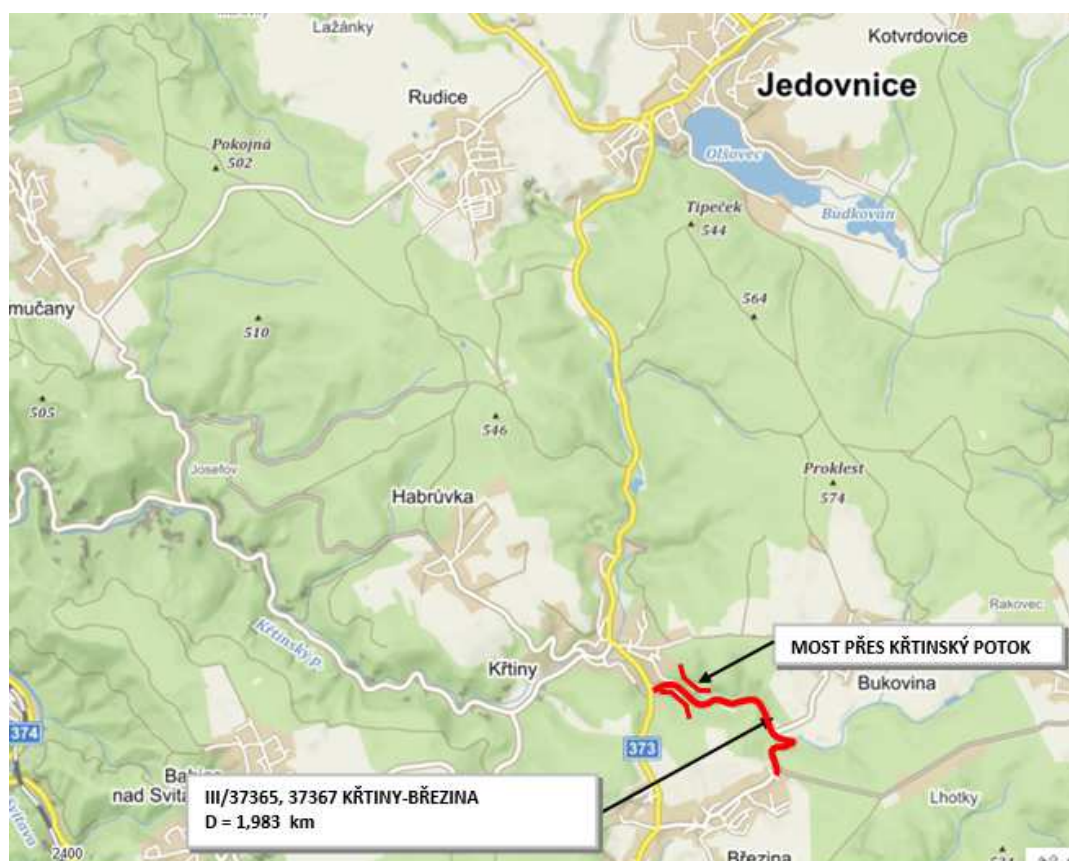 Lažánky
Kotvrdovice
Jedovnice
Rudice
Pokojná
502
Olšovec
Budkovan
Tipeček
544
564
mučany
510
505
546
Proklest
574
Josefov
Habrůvka
Rakovec
Křtinský p.
MOST PŘES KŘTINSKÝ POTOK
Křtiny
Bukovina
374
373
Babice
nad Svita
III/37365, 37367 KŘTINY-BŘEZINA
D = 1,983 km
Lhotky
Svitava
2400
Březina